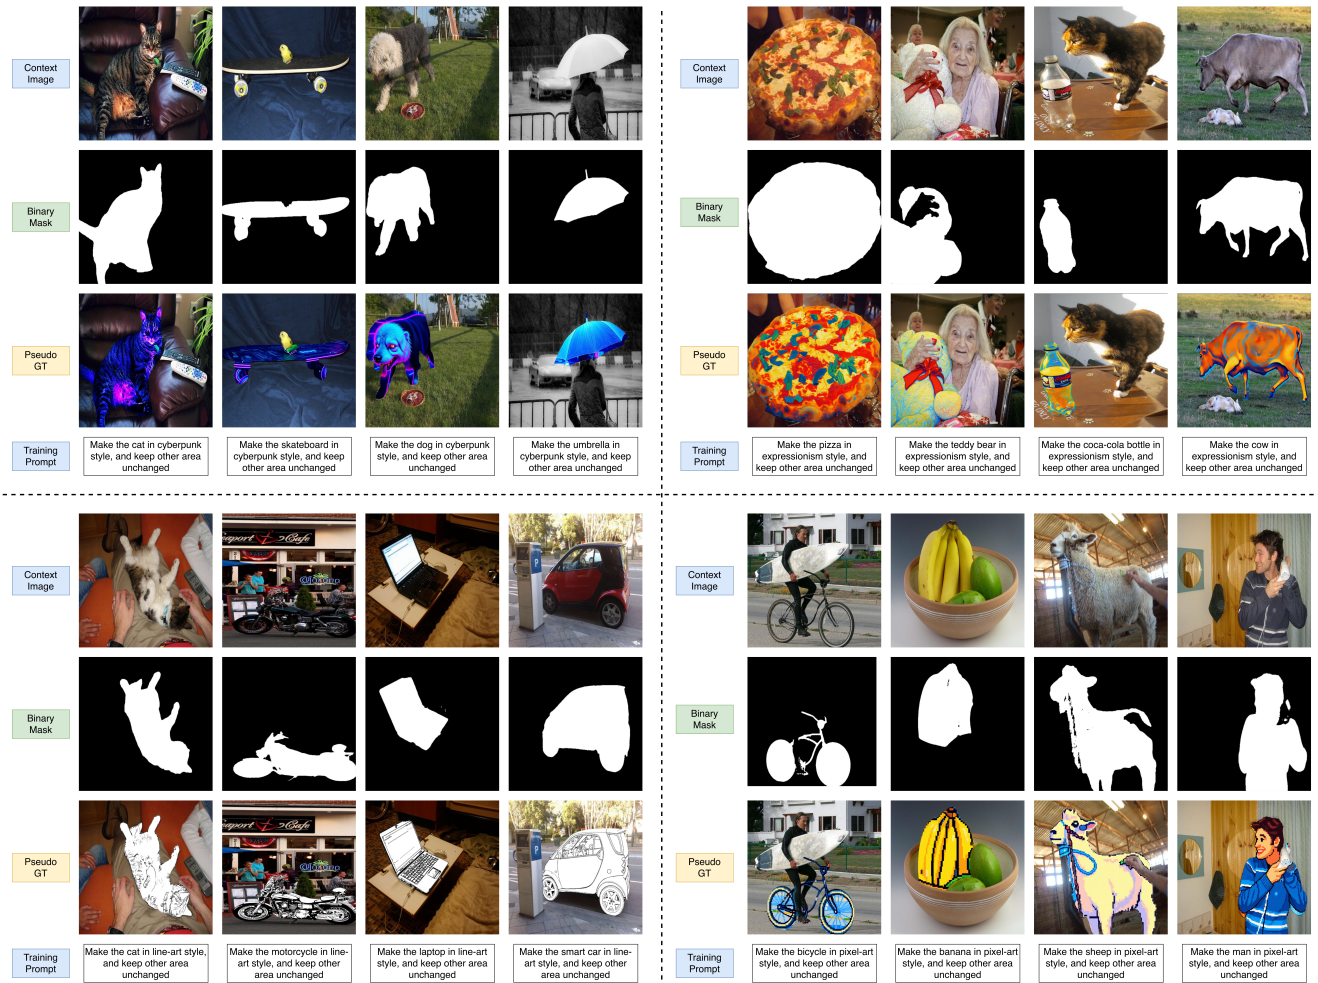 Context
Image
Binary
Mask
Pseudo
GT
Training
Prompt
Make the cat in cyberpunk
style, and keep other area
unchanged
Make the skateboard in
cyberpunk style, and keep
other area unchanged
Make the dog in cyberpunk
style, and keep other area
unchanged
Make the umbrella in
cyberpunk style, and keep
other area unchanged
Context
Image
Binary
Mask
Pseudo
GT
Training
Prompt
Make the pizza in
expressionism style, and
keep other area unchanged
Make the teddy bear in
expressionism style, and
keep other area unchanged
Make the coca-cola bottle in
expressionism style, and
keep other area unchanged
Make the cow in
expressionism style, and
keep other area unchanged
Context
Image
eaport Cafe
@Jorono
P
Binary
Mask
Pseudo
GT
eaport Cafe
P
Training
Prompt
Make the cat in line-art style,
and keep other area
unchanged
Make the motorcycle in line-
art style, and keep other
area unchanged
Make the laptop in line-art
style, and keep other area
unchanged
Make the smart car in line-
art style, and keep other
area unchanged
Context
Image
Binary
Mask
Pseudo
GT
Training
Prompt
Make the bicycle in pixel-art
style, and keep other area
unchanged
Make the banana in pixel-art
style, and keep other area
unchanged
Make the sheep in pixel-art
style, and keep other area
unchanged
Make the man in pixel-art
style, and keep other area
unchanged